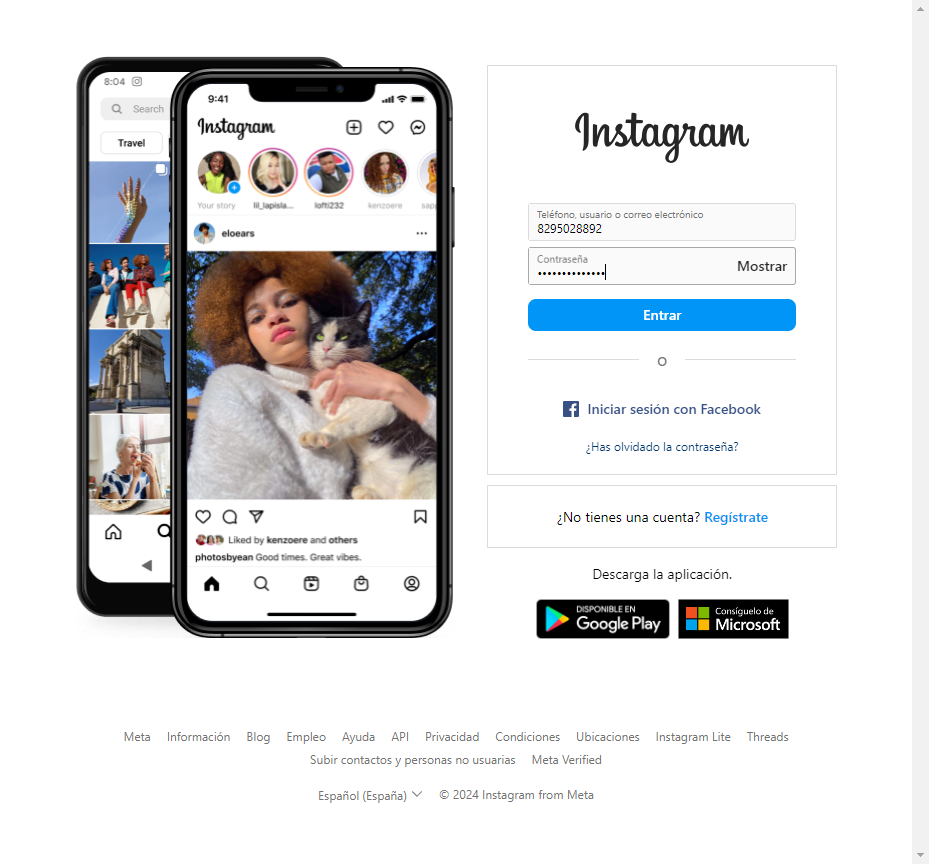 8:04
Search
Travel
9:41
Instagram
Your story
lil_lapisla...
lofti232
kenzoere
sapp
eloears
Liked by kenzoere and others
photosbyean Good times. Great vibes.
Instagram
Teléfono, usuario o correo electrónico
8295028892
Contraseña
••••••••••••••
Mostrar
Entrar
O
Iniciar sesión con Facebook
¿Has olvidado la contraseña?
¿No tienes una cuenta? Regístrate
Descarga la aplicación.
DISPONIBLE EN
Google Play
Consíguelo de
Microsoft
Meta Información Blog Empleo Ayuda API Privacidad Condiciones Ubicaciones Instagram Lite Threads
Subir contactos y personas no usuarias Meta Verified
Español (España) © 2024 Instagram from Meta